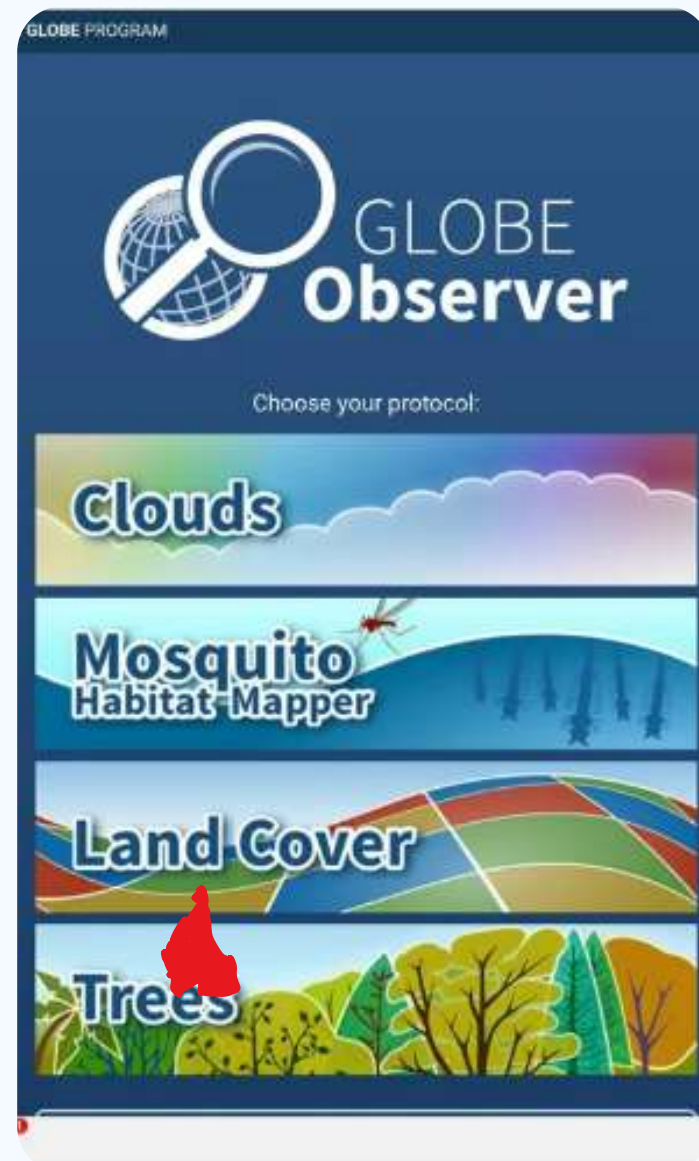 GLOBE PROGRAM
GLOBE
Observer
Choose your protocol:
Clouds
Mosquito
Habitat Mapper
Land Cover
Trees